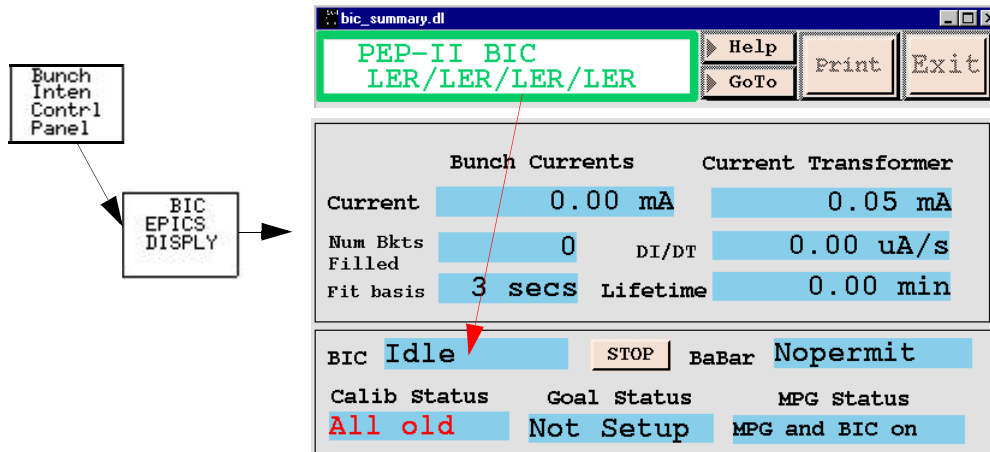 Bunch
Inten
Contrl
Panel
BIC
EPICS
DISPLY
bic_summary.dl
PEP-II BIC
LER/LER/LER/LER
Help
GoTo
Print
Exit
Bunch Currents
Current Transformer
Current 0.00 mA 0.05 mA
Num Bkts
Filled
0 DI/DT 0.00 uA/s
Fit basis 3 secs Lifetime 0.00 min
BIC Idle STOP BaBar Nopermit
Calib Status Goal Status MPG Status
All old Not Setup MPG and BIC on